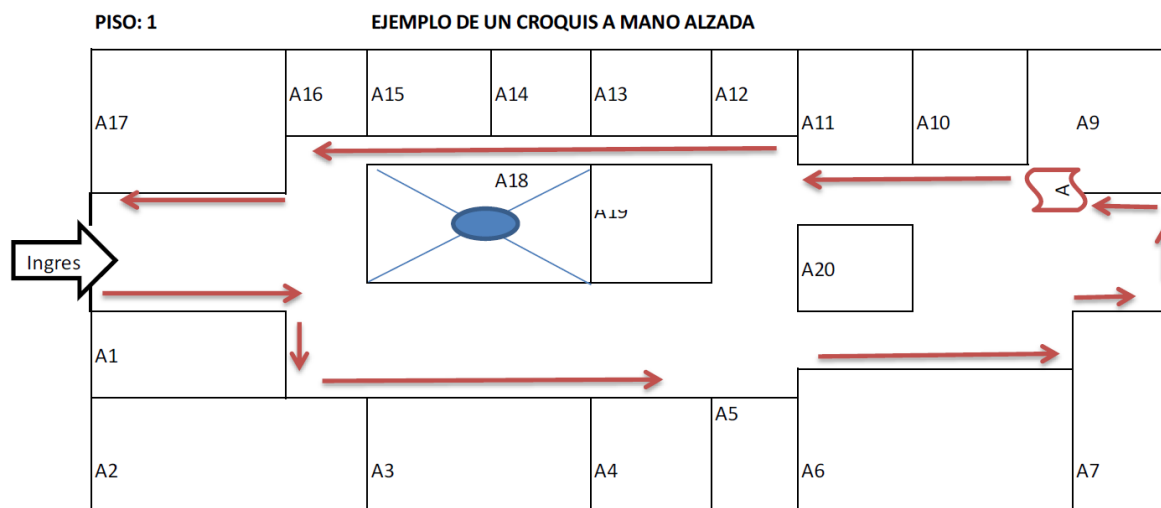 PISO: 1 EJEMPLO DE UN CROQUIS A MANO ALZADA
A16 A15 A14 A13 A12
A17 A11 A10 A9
A18
A19
A
Ingres
A20
A1
A5
A2 A3 A4 A6 A7